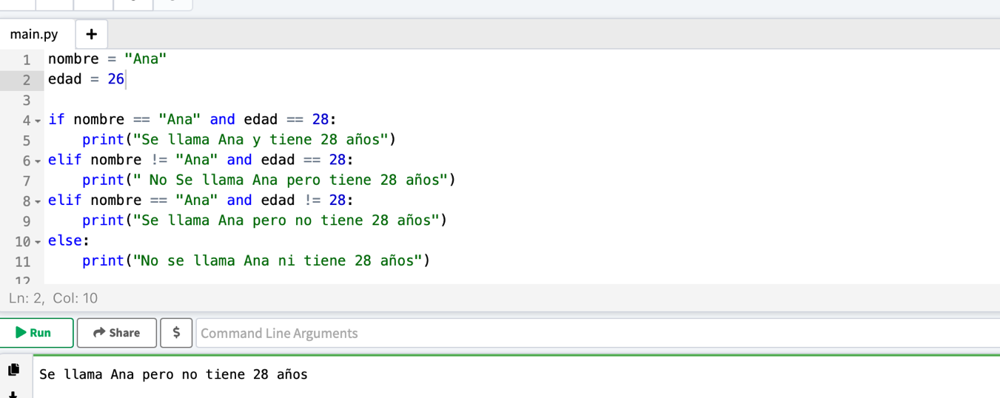 main.py +
1 nombre = "Ana"
2 edad = 26
3
4 if nombre == "Ana" and edad == 28:
5     print("Se llama Ana y tiene 28 años")
6 elif nombre != "Ana" and edad == 28:
7     print(" No Se llama Ana pero tiene 28 años")
8 elif nombre == "Ana" and edad != 28:
9     print("Se llama Ana pero no tiene 28 años")
10 else:
11     print("No se llama Ana ni tiene 28 años")
12
Ln: 2, Col: 10
Run Share $ Command Line Arguments
Se llama Ana pero no tiene 28 años